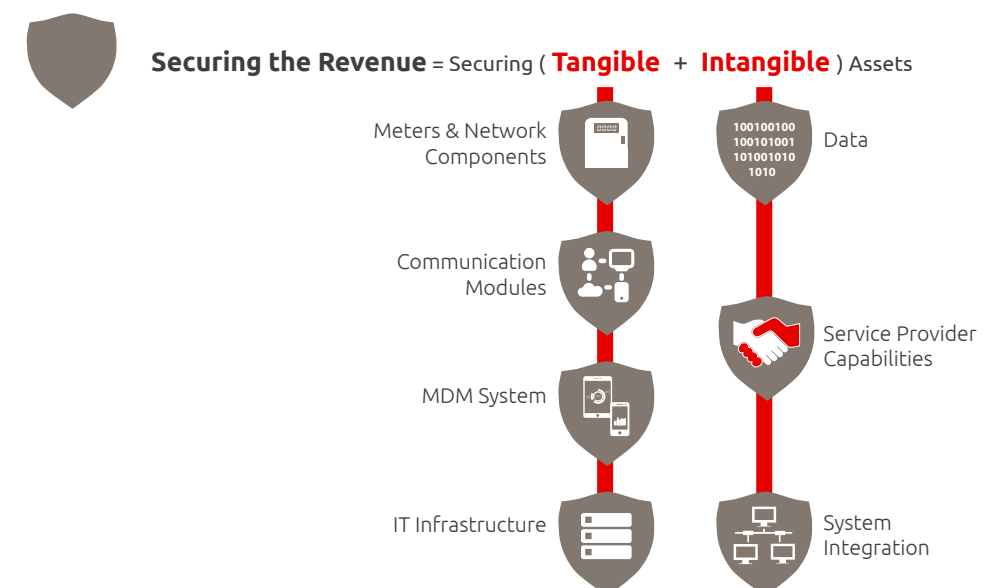 Securing the Revenue = Securing ( Tangible + Intangible ) Assets
Meters & Network
Components
100100100
100101001
101001010
1010
Data
Communication
Modules
Service Provider
Capabilities
MDM System
IT Infrastructure
System
Integration